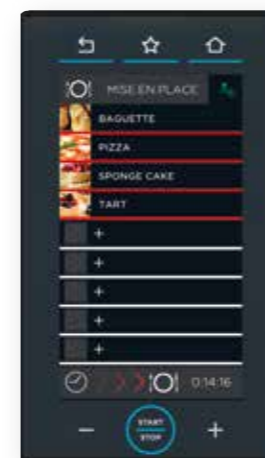 MISE EN PLACE
BAGUETTE
PIZZA
SPONGE CAKE
TART
+
+
+
+
+
0:14:16
− START STOP +